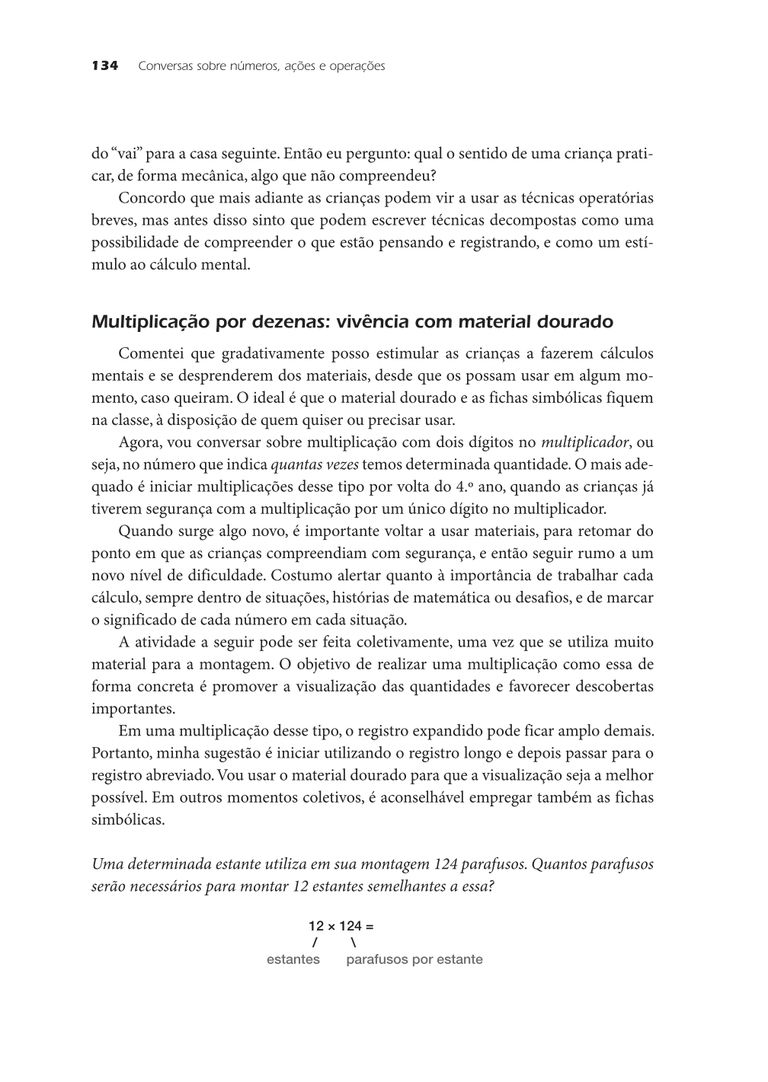 134 Conversas sobre números, ações e operações
do “vai” para a casa seguinte. Então eu pergunto: qual o sentido de uma criança prati-
car, de forma mecânica, algo que não compreendeu?
Concordo que mais adiante as crianças podem vir a usar as técnicas operatórias
breves, mas antes disso sinto que podem escrever técnicas decompostas como uma
possibilidade de compreender o que estão pensando e registrando, e como um estí-
mulo ao cálculo mental.
Multiplicação por dezenas: vivência com material dourado
Comentei que gradativamente posso estimular as crianças a fazerem cálculos
mentais e se desprenderem dos materiais, desde que os possam usar em algum mo-
mento, caso queiram. O ideal é que o material dourado e as fichas simbólicas fiquem
na classe, à disposição de quem quiser ou precisar usar.
Agora, vou conversar sobre multiplicação com dois dígitos no multiplicador, ou
seja, no número que indica quantas vezes temos determinada quantidade. O mais ade-
quado é iniciar multiplicações desse tipo por volta do 4.º ano, quando as crianças já
tiverem segurança com a multiplicação por um único dígito no multiplicador.
Quando surge algo novo, é importante voltar a usar materiais, para retomar do
ponto em que as crianças compreendiam com segurança, e então seguir rumo a um
novo nível de dificuldade. Costumo alertar quanto à importância de trabalhar cada
cálculo, sempre dentro de situações, histórias de matemática ou desafios, e de marcar
o significado de cada número em cada situação.
A atividade a seguir pode ser feita coletivamente, uma vez que se utiliza muito
material para a montagem. O objetivo de realizar uma multiplicação como essa de
forma concreta é promover a visualização das quantidades e favorecer descobertas
importantes.
Em uma multiplicação desse tipo, o registro expandido pode ficar amplo demais.
Portanto, minha sugestão é iniciar utilizando o registro longo e depois passar para o
registro abreviado. Vou usar o material dourado para que a visualização seja a melhor
possível. Em outros momentos coletivos, é aconselhável empregar também as fichas
simbólicas.
Uma determinada estante utiliza em sua montagem 124 parafusos. Quantos parafusos
serão necessários para montar 12 estantes semelhantes a essa?
12 × 124 =
/ \
estantes parafusos por estante